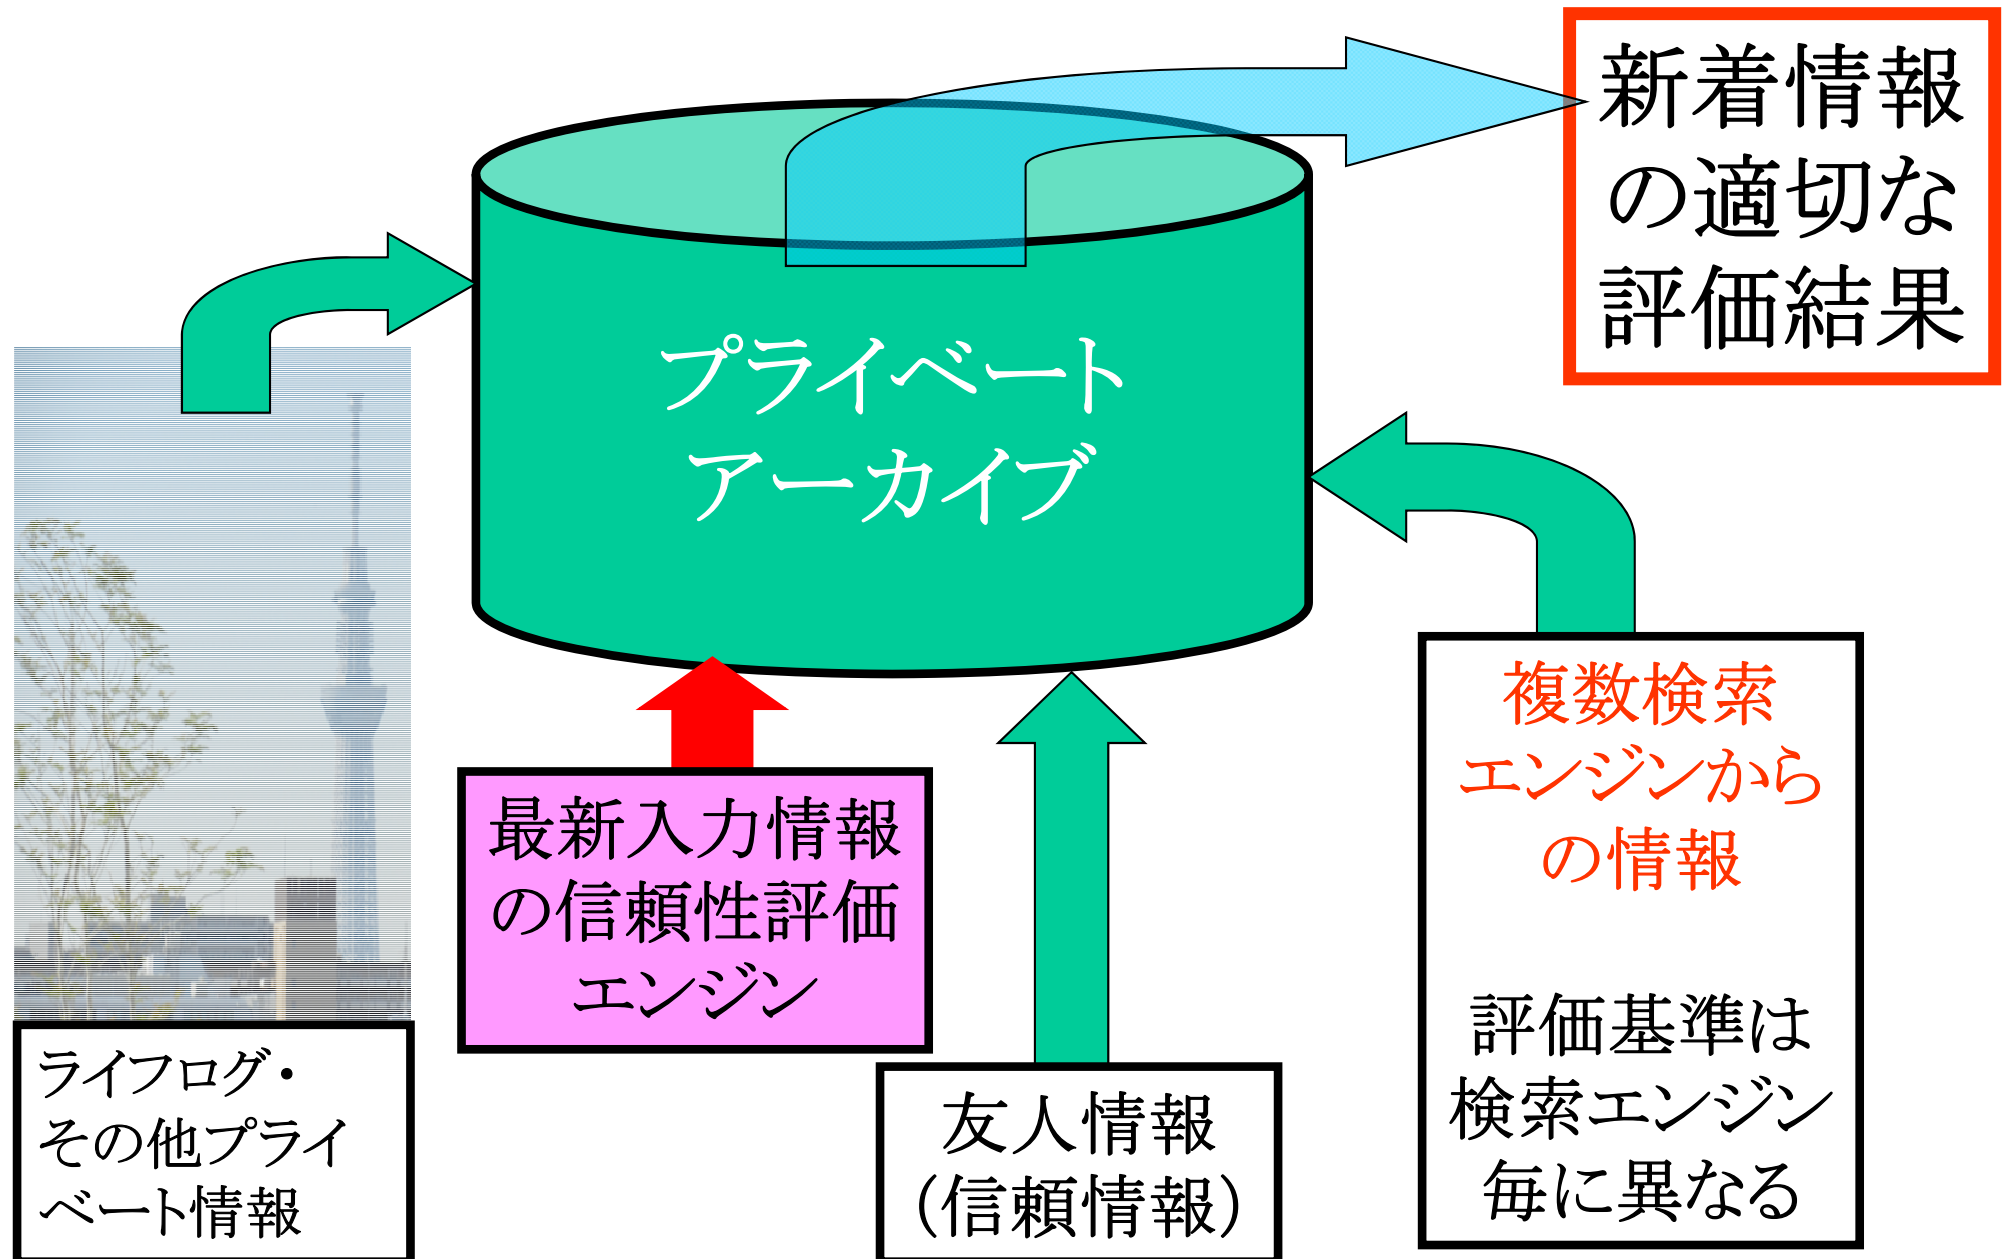 新着情報
の適切な
評価結果
プライベート
アーカイブ
最新入力情報
の信頼性評価
エンジン
ライフログ・
その他プライ
ベート情報
友人情報
（信頼情報）
複数検索
エンジンから
の情報
評価基準は
検索エンジン
毎に異なる